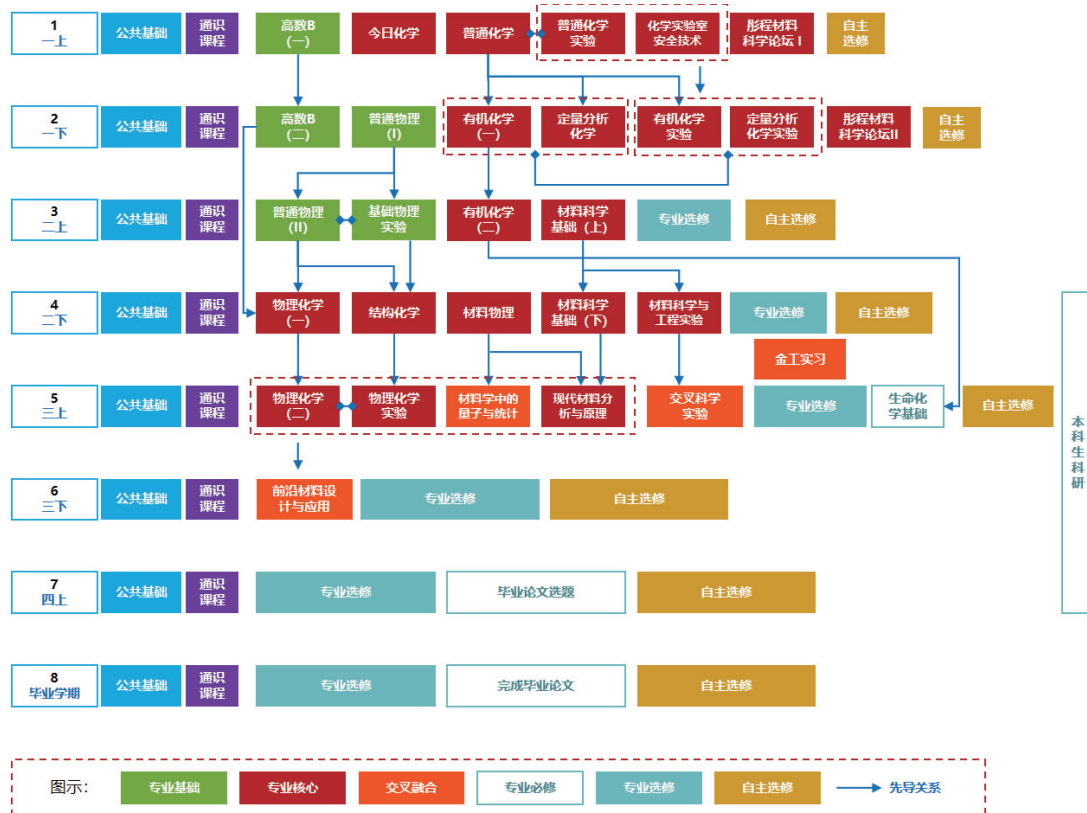 1
一上
公共基础
通识
课程
高数B
(一)
今日化学
普通化学
普通化学
实验
化学实验室
安全技术
彤程材料
科学论坛 I
自主
选修
2
一下
公共基础
通识
课程
高数B
(二)
普通物理
(I)
有机化学
(一)
定量分析
化学
有机化学
实验
定量分析
化学实验
彤程材料
科学论坛II
自主
选修
3
二上
公共基础
通识
课程
普通物理
(II)
基础物理
实验
有机化学
(二)
材料科学
基础（上）
专业选修
自主选修
4
二下
公共基础
通识
课程
物理化学
(一)
结构化学
材料物理
材料科学
基础（下）
材料科学与
工程实验
专业选修
自主选修
金工实习
5
三上
公共基础
通识
课程
物理化学
(二)
物理化学
实验
材料学中的
量子与统计
现代材料分
析与原理
交叉科学
实验
专业选修
生命化
学基础
自主选修
本
科
生
科
研
6
三下
公共基础
通识
课程
前沿材料设
计与应用
专业选修
自主选修
7
四上
公共基础
通识
课程
专业选修
毕业论文选题
自主选修
8
毕业学期
公共基础
通识
课程
专业选修
完成毕业论文
自主选修
图示：
专业基础
专业核心
交叉融合
专业必修
专业选修
自主选修
先导关系